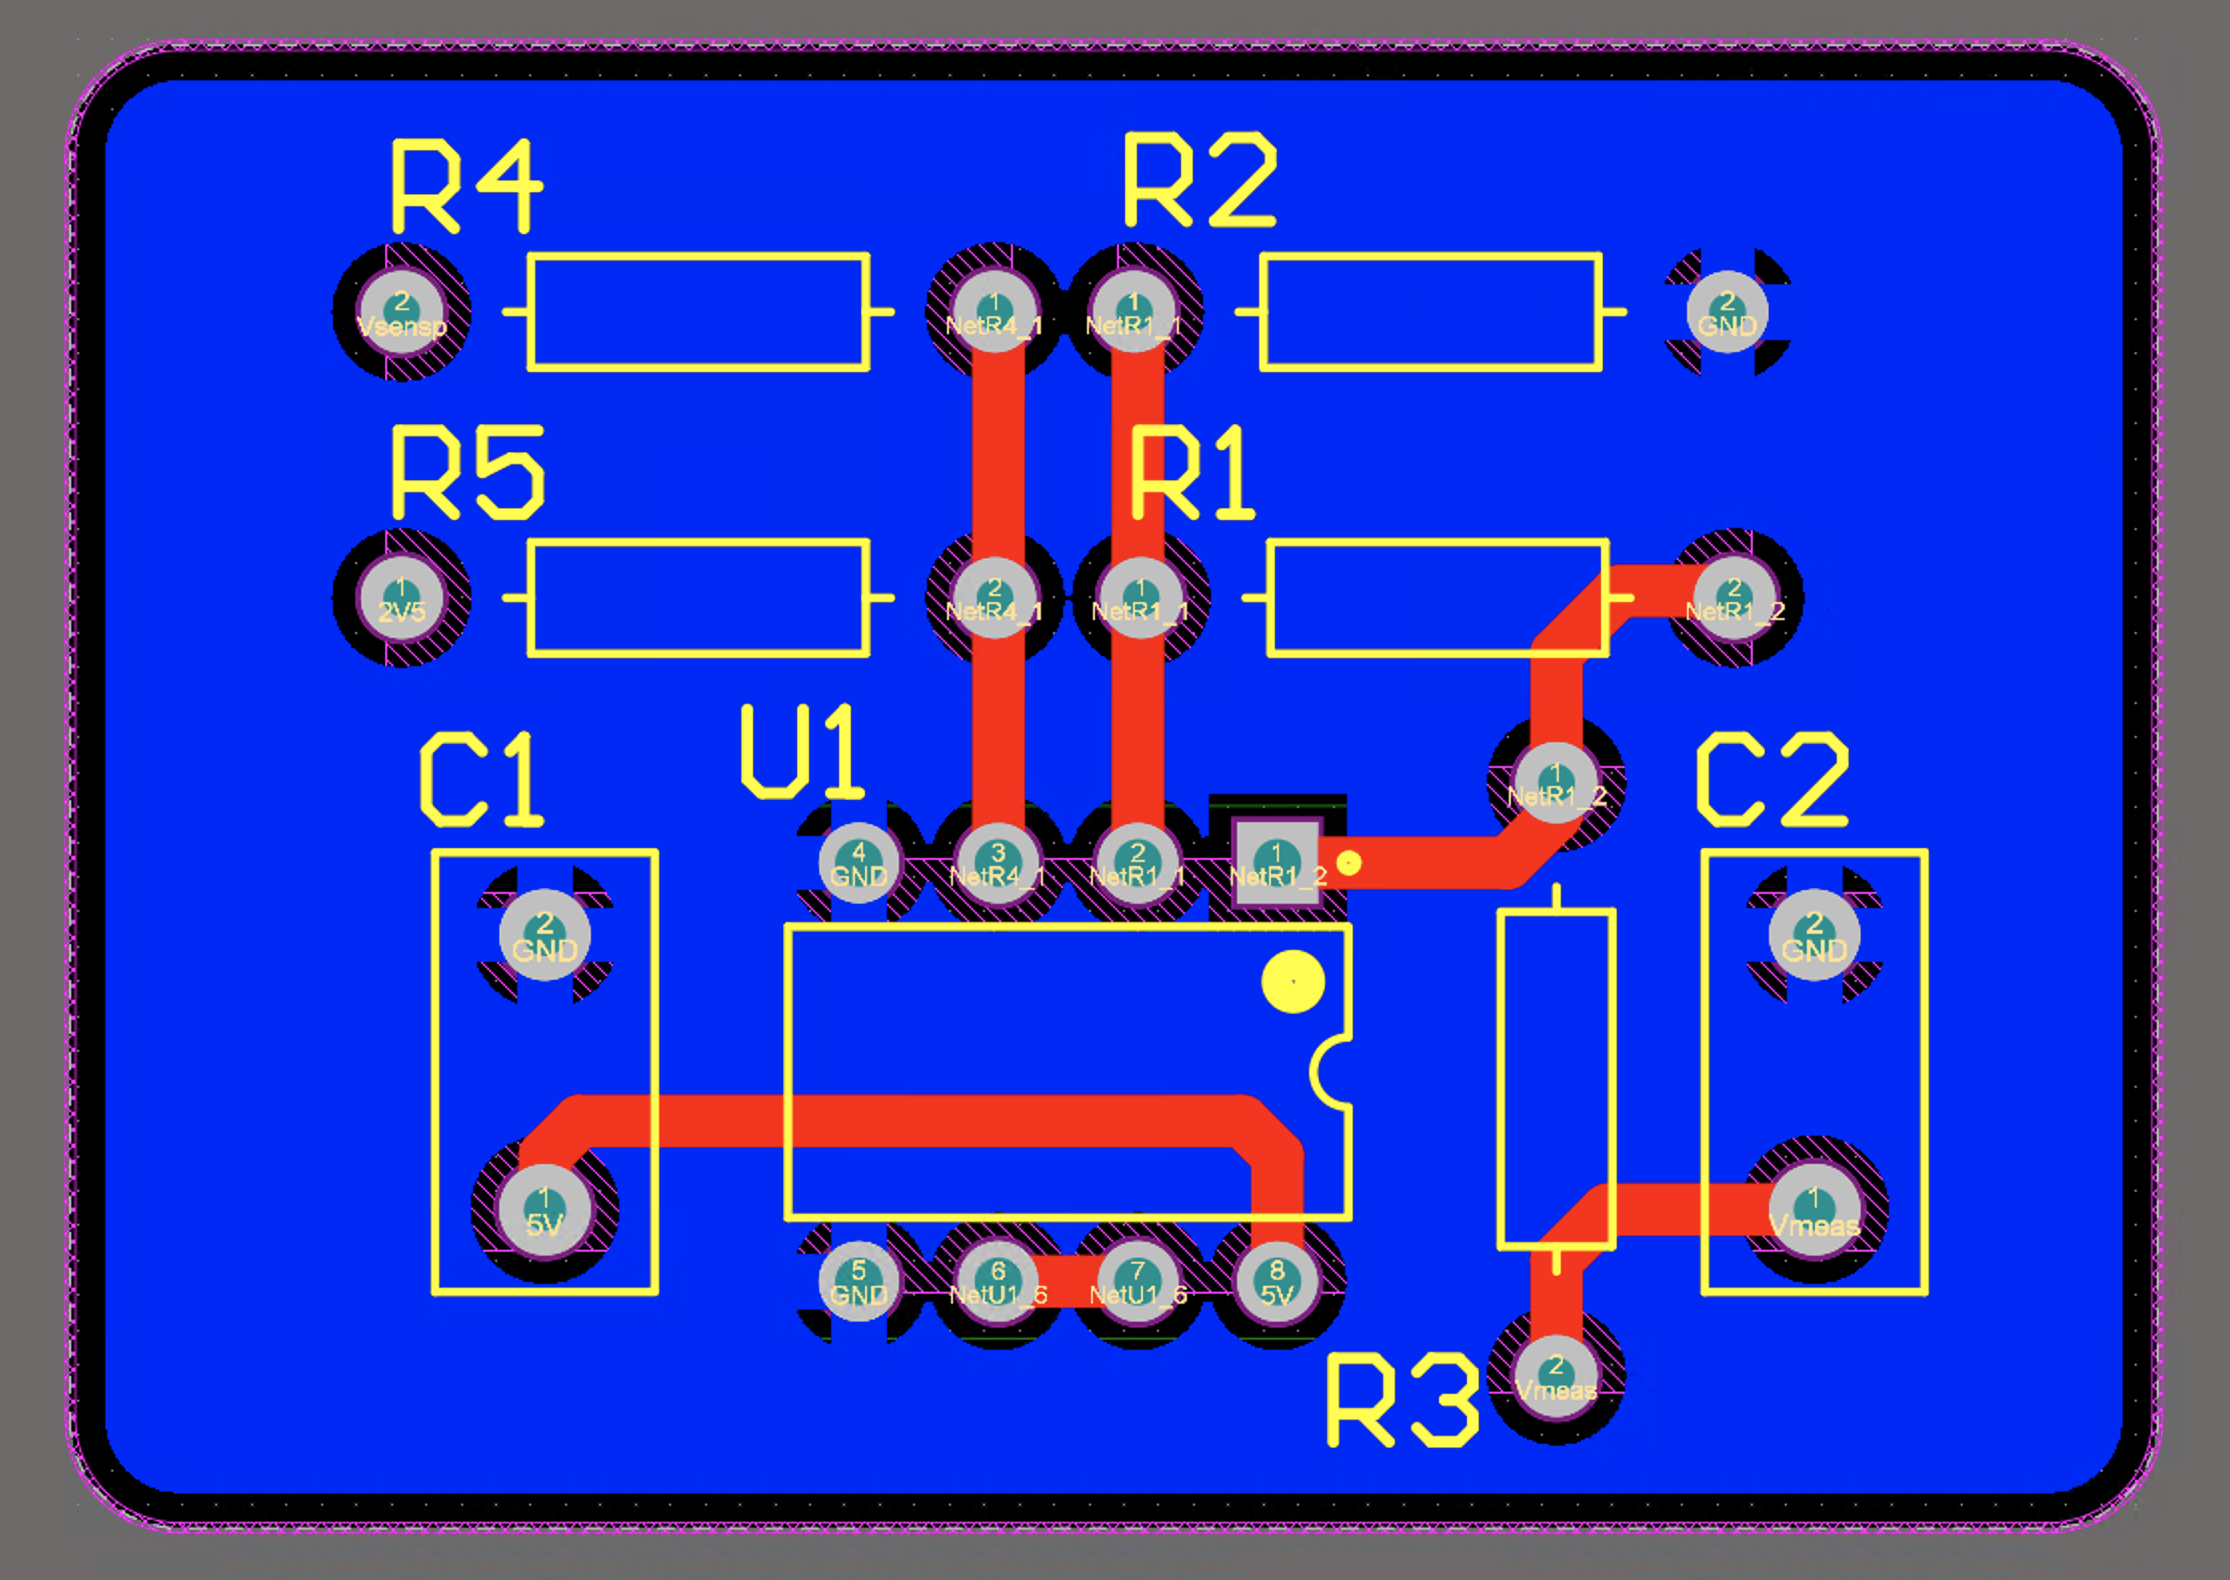 R4
R2
2
Vsensp
1
NetR4_1
1
NetR1_1
2
GND
R5
R1
1
2V5
2
NetR4_1
1
NetR1_1
2
NetR1_2
C1
U1
1
NetR1_2
C2
4
GND
3
NetR4_1
2
NetR1_1
1
NetR1_2
2
GND
2
GND
1
5V
1
Vmeas
5
GND
6
NetU1_6
7
NetU1_6
8
5V
R3
2
Vmeas